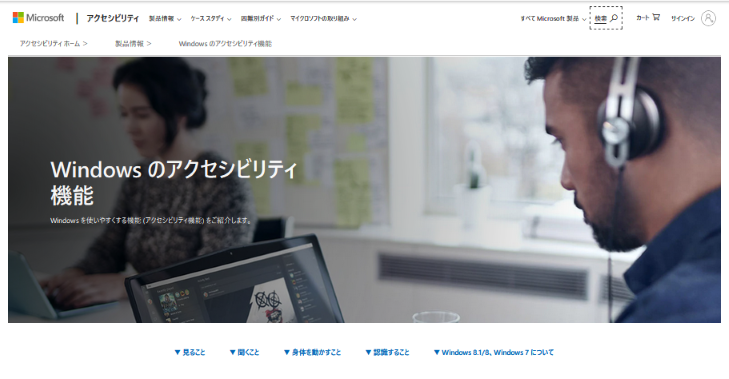 Microsoft アクセシビリティ 製品情報 ケーススタディ 困難別ガイド マイクロソフトの取り組み すべて Microsoft 製品 検索 カート サインイン
アクセシビリティ ホーム > 製品情報 > Windows のアクセシビリティ機能
Windows のアクセシビリティ
機能
Windows を使いやすくする機能 (アクセシビリティ機能) をご紹介します。
▼ 見ること ▼ 聞くこと ▼ 身体を動かすこと ▼ 認識すること ▼ Windows 8.1/8、Windows 7 について